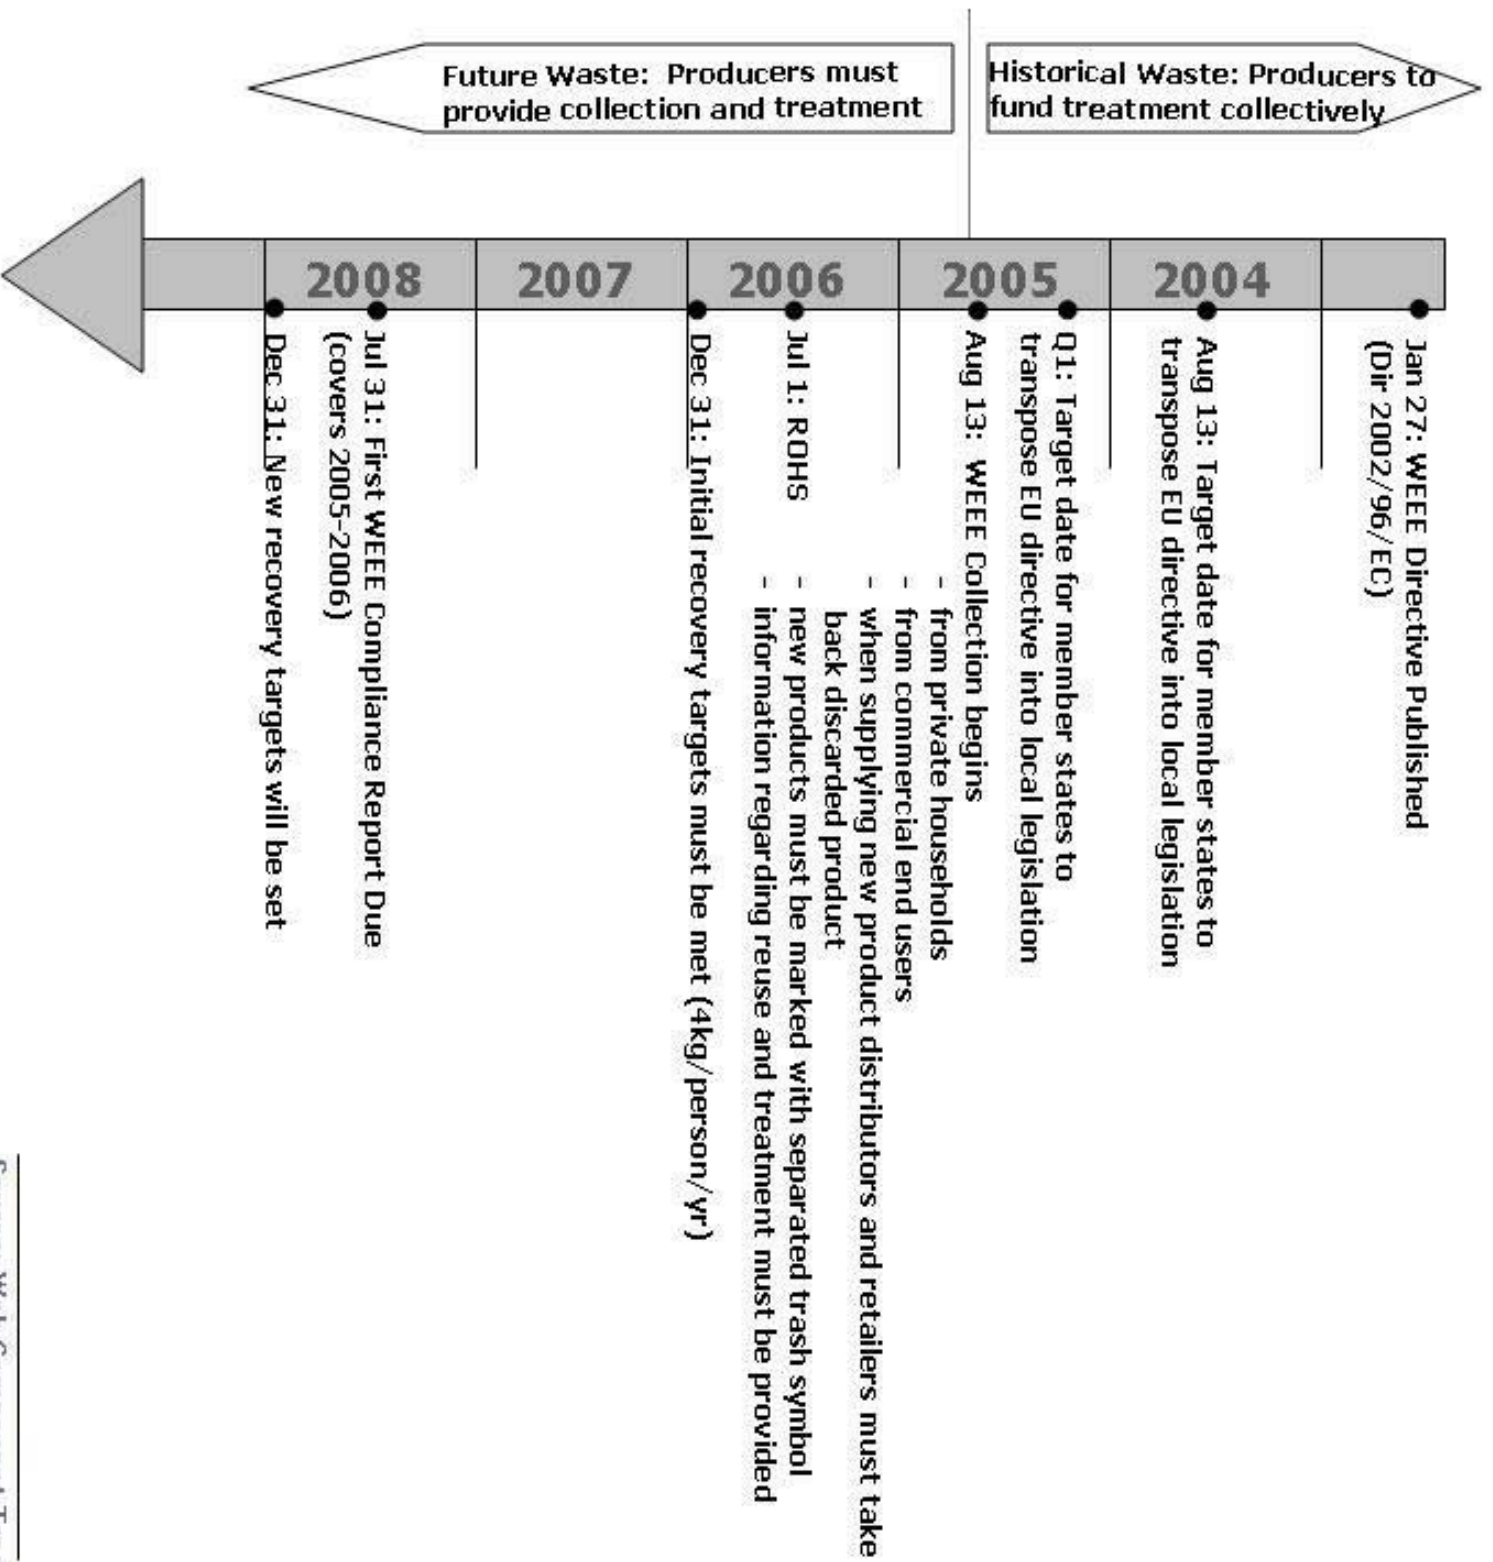 Future Waste: Producers must
provide collection and treatment
Historical Waste: Producers to
fund treatment collectively
2008
2007
2006
2005
2004
Jan 27: WEEE Directive Published
(Dir 2002/96/EC)
Aug 13: Target date for member states to
transpose EU directive into local legislation
Q1: Target date for member states to
transpose EU directive into local legislation
Aug 13: WEEE Collection begins
- from private households
- from commercial end users
- when supplying new product distributors and retailers must take
back discarded product
- new products must be marked with separated trash symbol
- information regarding reuse and treatment must be provided
Jul 1: ROHS
Dec 31: Initial recovery targets must be met (4kg/person/yr)
Jul 31: First WEEE Compliance Report Due
(covers 2005-2006)
Dec 31: New recovery targets will be set